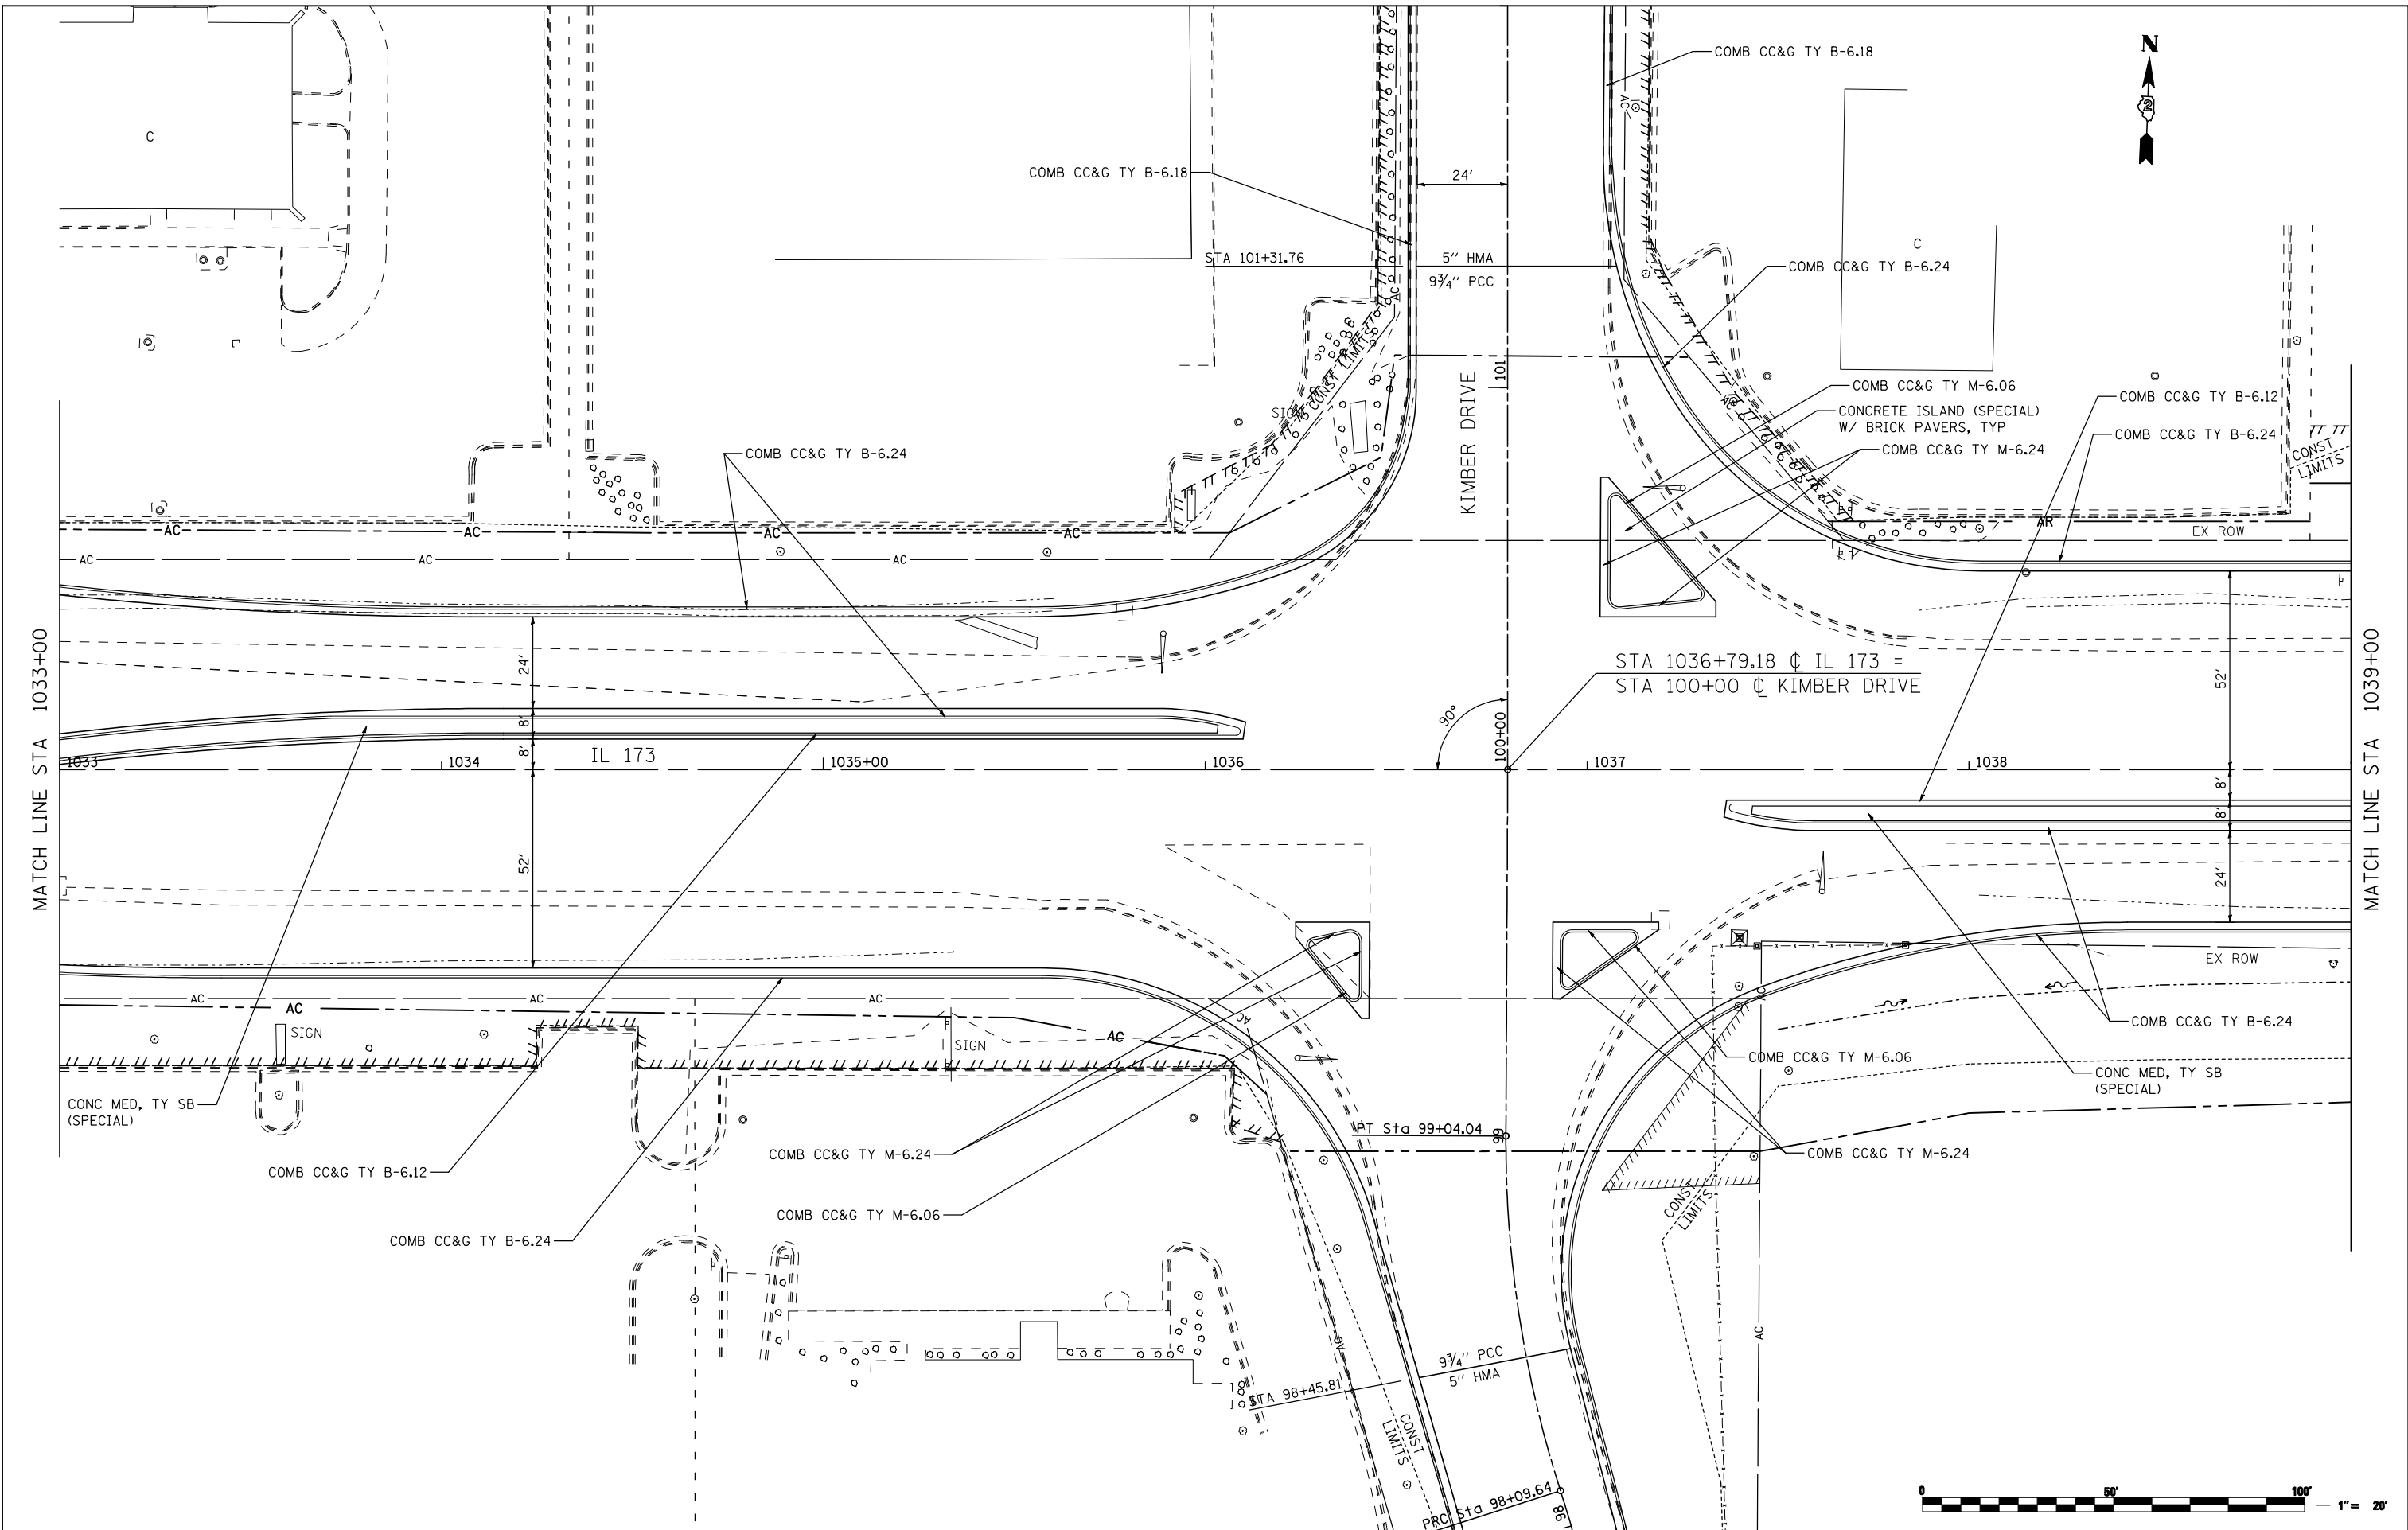 COMB CC&G TY B-6.18
N
2
C
COMB CC&G TY B-6.18
24'
AC
STA 101+31.76
5" HMA
9¾" PCC
C
COMB CC&G TY B-6.24
AC
CONST LIMITS
SIGN
KIMBER DRIVE
101
COMB CC&G TY M-6.06
CONCRETE ISLAND (SPECIAL)
W/ BRICK PAVERS, TYP
COMB CC&G TY M-6.24
AC
COMB CC&G TY B-6.12
COMB CC&G TY B-6.24
CONST
LIMITS
COMB CC&G TY B-6.24
AC
AC
AC
AC
AC
AC
AC
AR
EX ROW
MATCH LINE STA 1033+00
24'
8'
8'
52'
IL 173
1033
1034
1035+00
1036
1037
1038
90°
100+00
STA 1036+79.18 ℄ IL 173 =
STA 100+00 ℄ KIMBER DRIVE
52'
8'
8'
24'
MATCH LINE STA 1039+00
AC
AC
AC
AC
AC
AC
SIGN
SIGN
EX ROW
AC
CONC MED, TY SB
(SPECIAL)
COMB CC&G TY B-6.12
COMB CC&G TY B-6.24
COMB CC&G TY M-6.24
COMB CC&G TY M-6.06
PT Sta 99+04.04
99
COMB CC&G TY B-6.24
COMB CC&G TY M-6.06
CONC MED, TY SB
(SPECIAL)
COMB CC&G TY M-6.24
CONST
LIMITS
AC
AC
9¾" PCC
5" HMA
STA 98+45.81
CONST
LIMITS
PRC Sta 98+09.64
98
0 50' 100'
1" = 20'